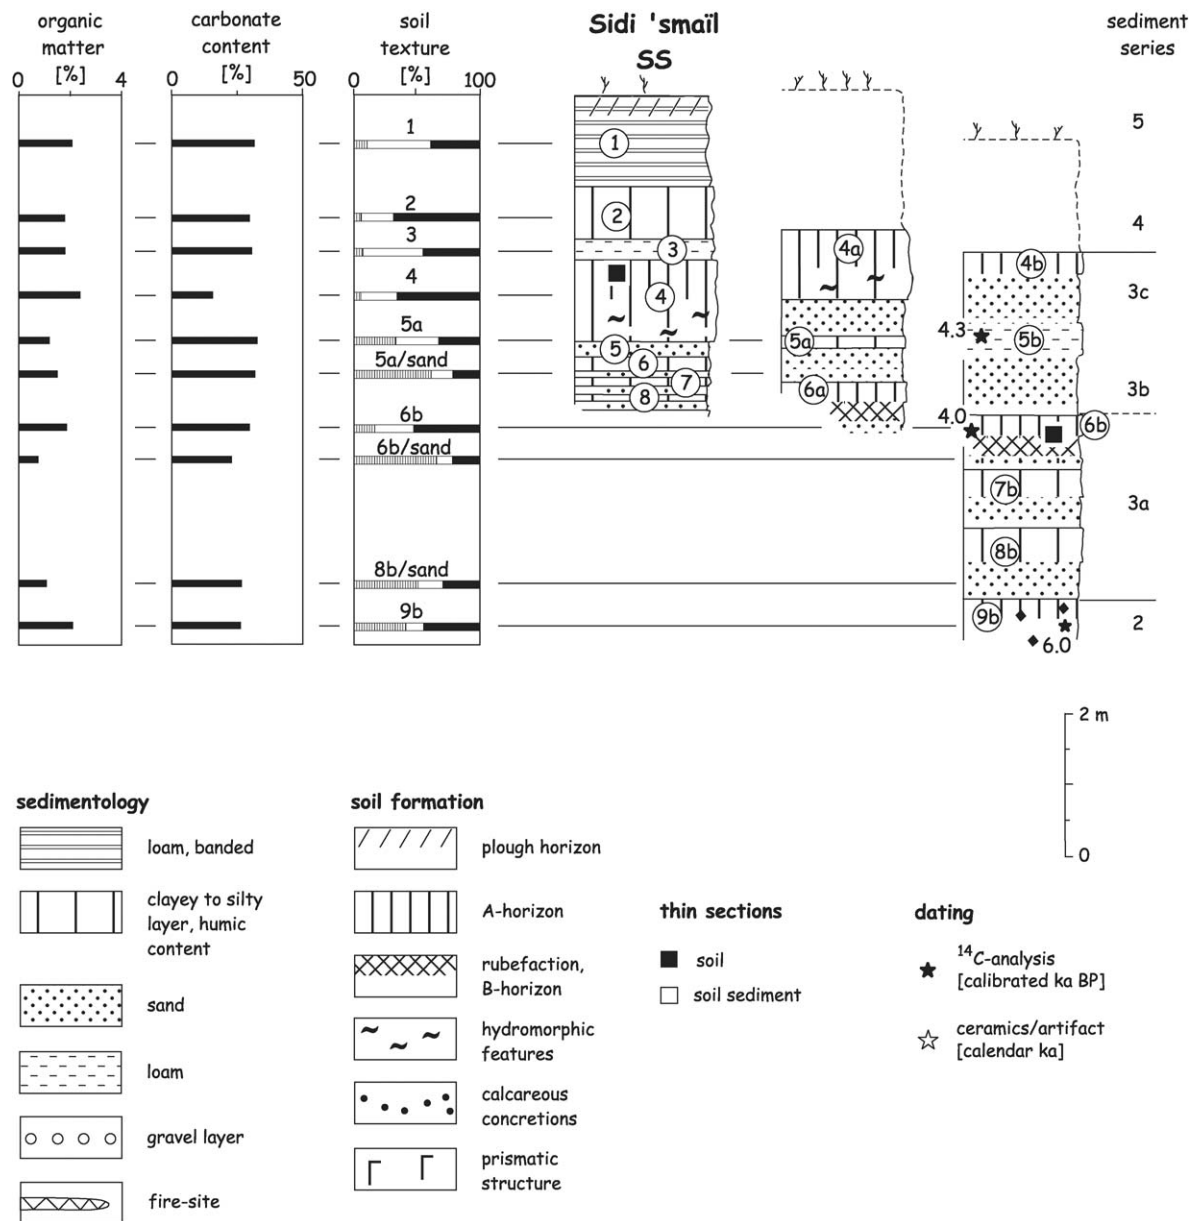 organic
matter
[%]
0 4
carbonate
content
[%]
0 50
soil
texture
[%]
0 100
Sidi 'smaïl
SS
sediment
series
1
2
3
4
5a
5a/sand
6b
6b/sand
8b/sand
9b
1
2
3
4
5
6
7
8
4a
5a
6a
4b
4.3
5b
4.0
6b
7b
8b
9b
6.0
5
4
3c
3b
3a
2
2 m
0
sedimentology
loam, banded
clayey to silty
layer, humic
content
sand
loam
gravel layer
fire-site
soil formation
plough horizon
A-horizon
rubefaction,
B-horizon
hydromorphic
features
calcareous
concretions
prismatic
structure
thin sections
soil
soil sediment
dating
14C-analysis
[calibrated ka BP]
ceramics/artifact
[calendar ka]